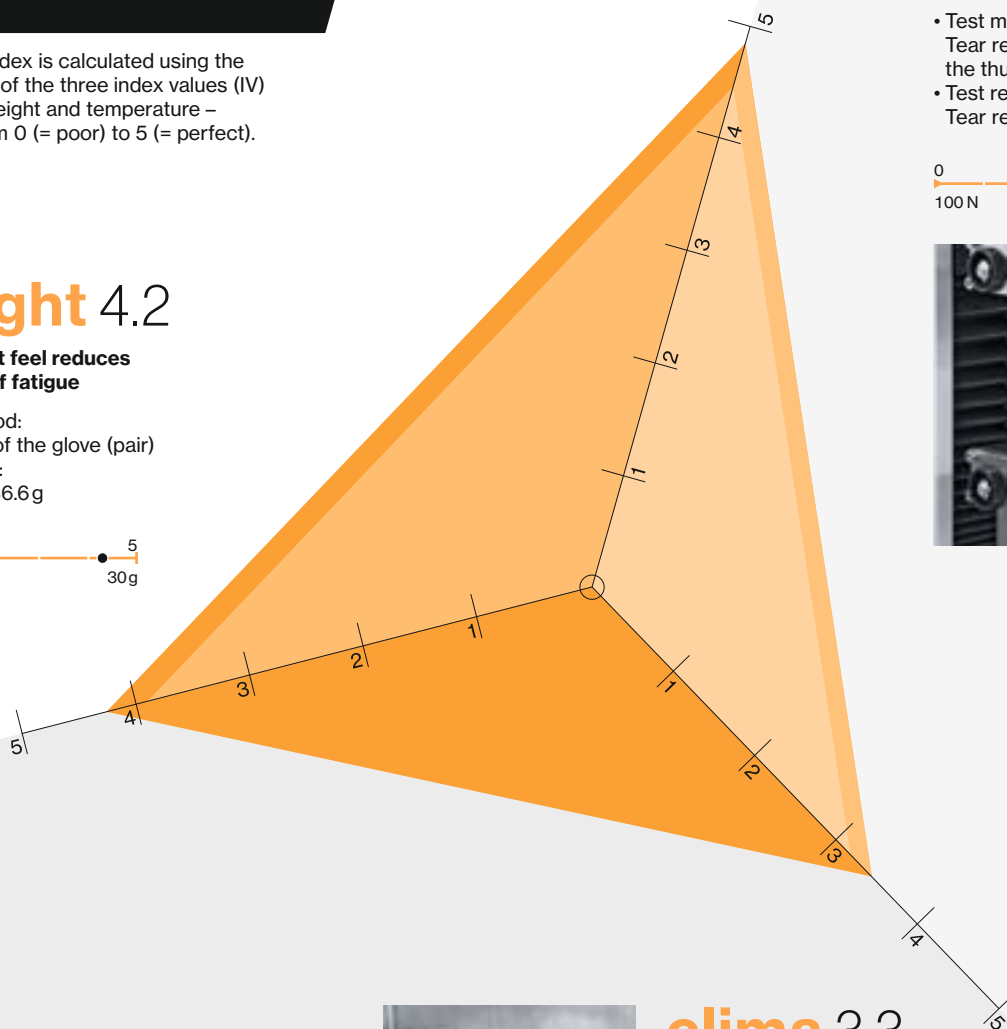 dex is calculated using the
of the three index values (IV)
eight and temperature –
m 0 (= poor) to 5 (= perfect).
ght 4.2
t feel reduces
f fatigue
od:
of the glove (pair)
:
6.6 g
5
30 g
5
4
3
2
1
1
2
3
4
5
1
2
3
4
5
• Test m
Tear re
the thu
• Test re
Tear re
0
100 N
clima 3.3